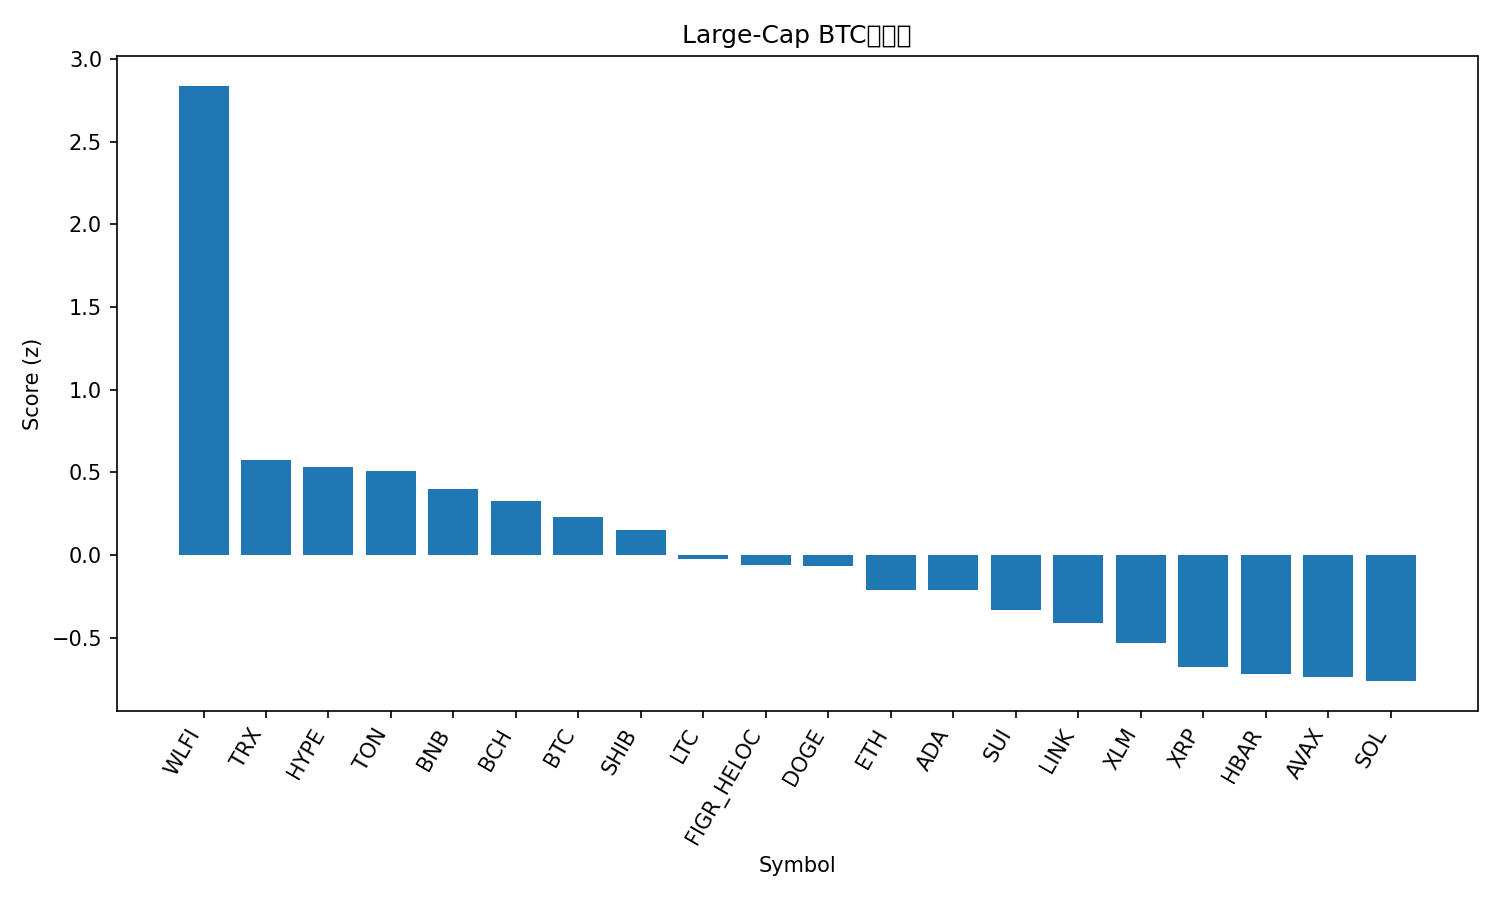 Large-Cap BTC
3.0
2.5
2.0
1.5
1.0
0.5
0.0
−0.5
Score (z)
WLFI
TRX
HYPE
TON
BNB
BCH
BTC
SHIB
LTC
FIGR_HELOC
DOGE
ETH
ADA
SUI
LINK
XLM
XRP
HBAR
AVAX
SOL
Symbol